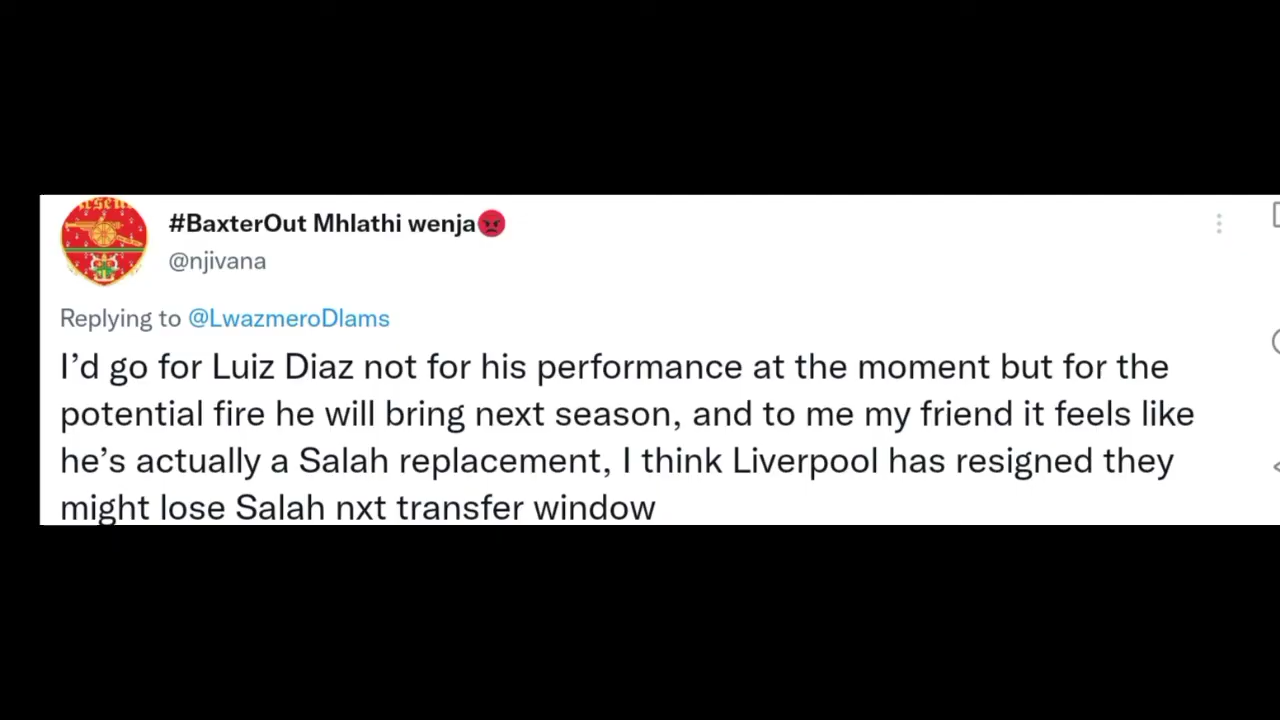 Arsenal
#BaxterOut Mhlathi wenja😡
@njivana
Replying to @LwazmeroDlams
I’d go for Luiz Diaz not for his performance at the moment but for the
potential fire he will bring next season, and to me my friend it feels like
he’s actually a Salah replacement, I think Liverpool has resigned they
might lose Salah nxt transfer window